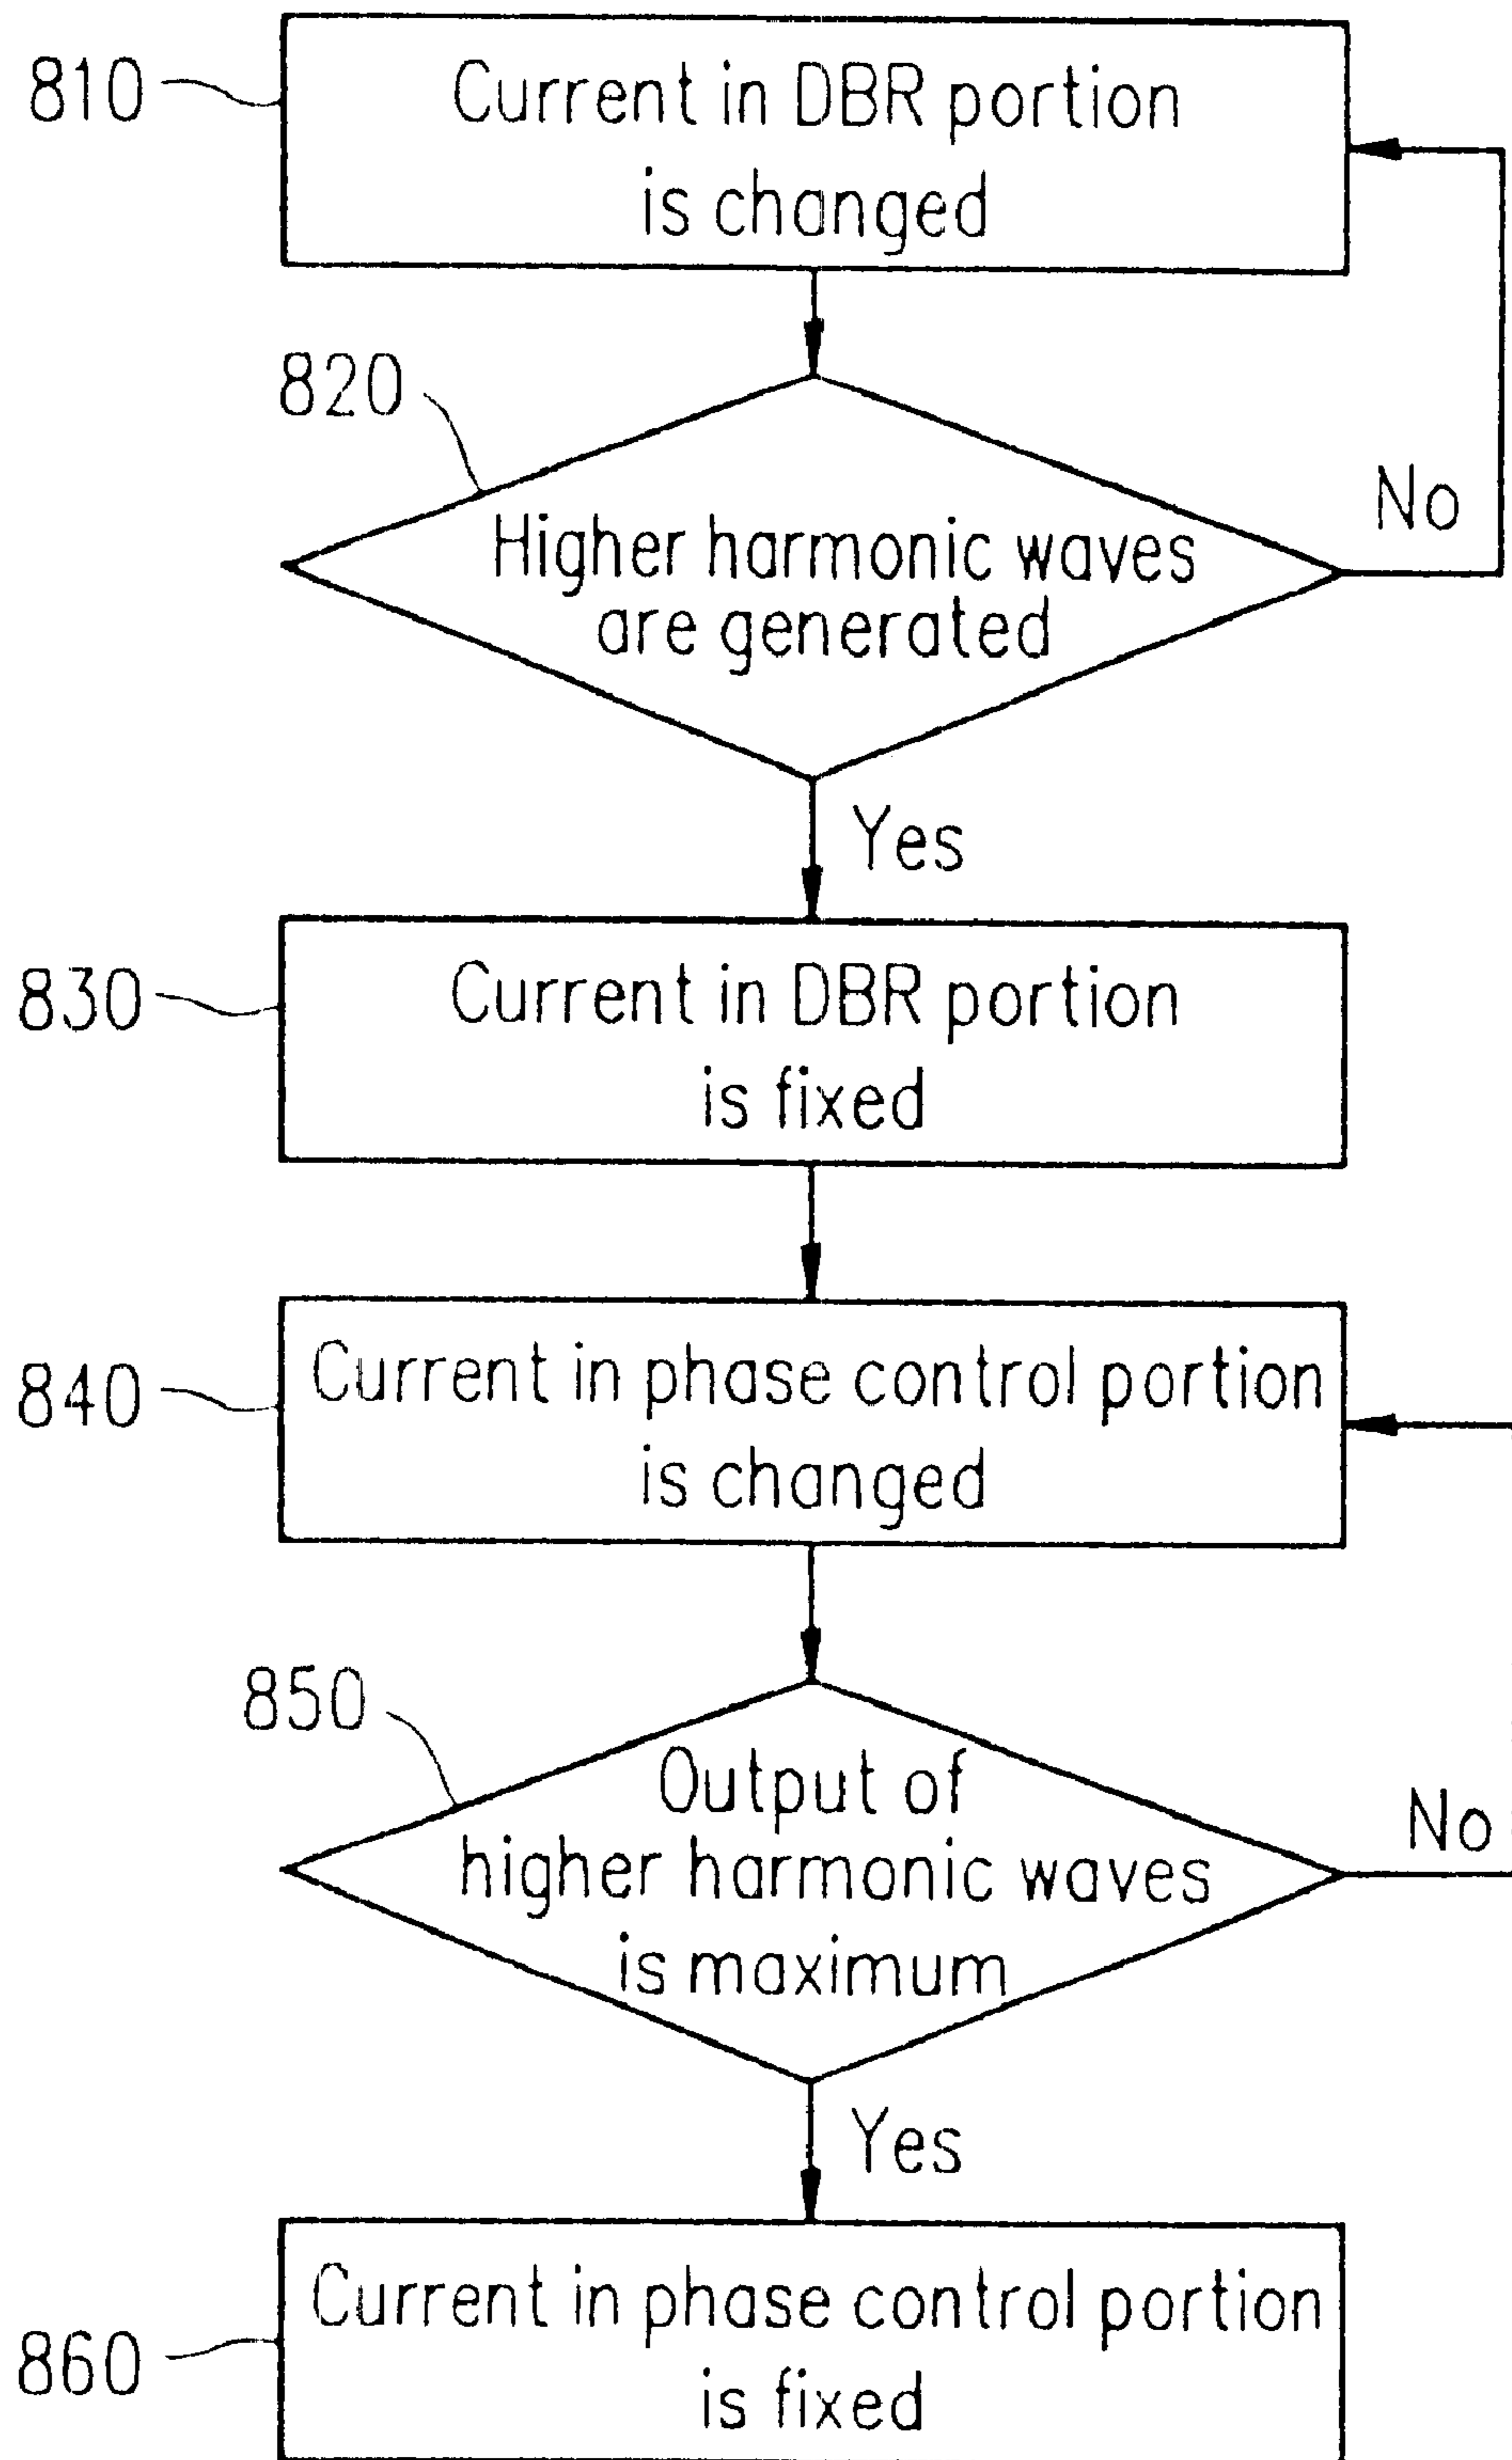 810
Current in DBR portion
is changed
820
Higher harmonic waves
are generated
No
Yes
830
Current in DBR portion
is fixed
840
Current in phase control portion
is changed
850
Output of
higher harmonic waves
is maximum
No
Yes
860
Current in phase control portion
is fixed